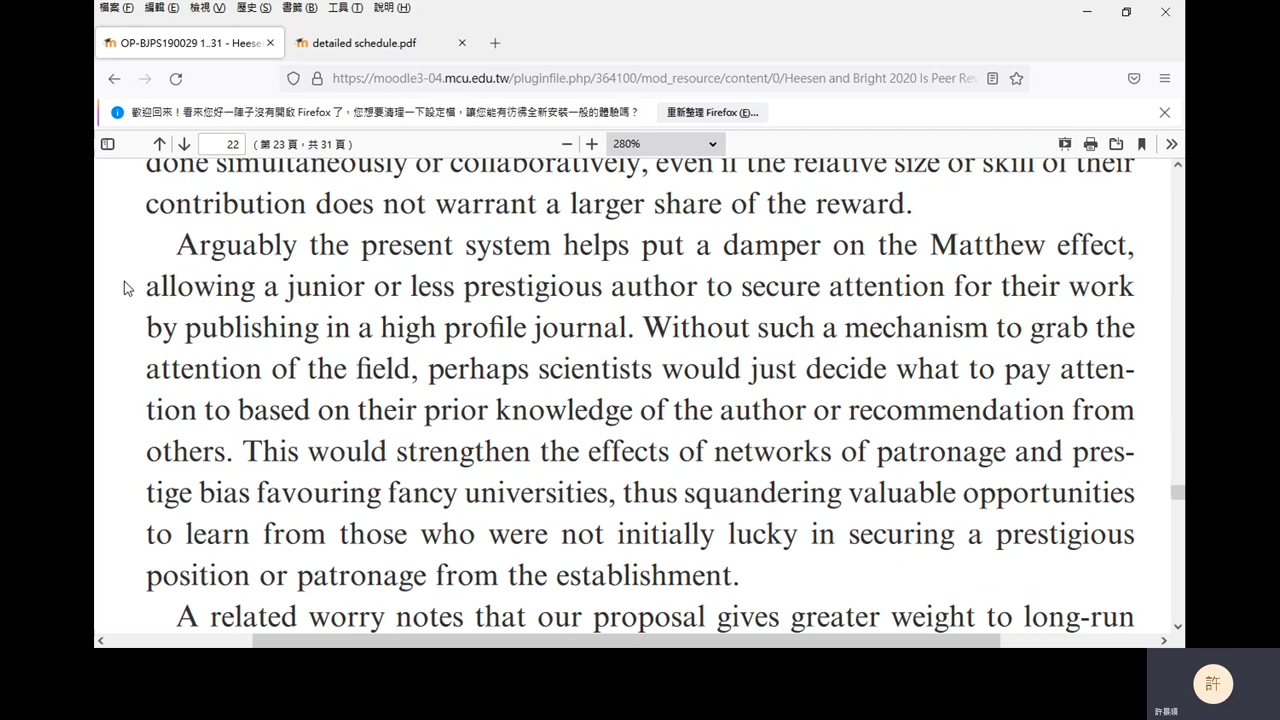 檔案(F) 編輯(E) 檢視(V) 歷史(S) 書籤(B) 工具(T) 說明(H)
OP-BJPS190029 1..31 - Heese
detailed schedule.pdf
https://moodle3-04.mcu.edu.tw/pluginfile.php/364100/mod_resource/content/0/Heesen and Bright 2020 Is Peer Re
歡迎回來！看來您好一陣子沒有開啟 Firefox 了，您想要清理一下設定檔，讓您能有彷彿全新安裝一般的體驗嗎？ 重新整理 Firefox (E)...
22 (第 23 頁，共 31 頁) 280%
done simultaneously or collaboratively, even if the relative size or skill of their
contribution does not warrant a larger share of the reward.
Arguably the present system helps put a damper on the Matthew effect,
allowing a junior or less prestigious author to secure attention for their work
by publishing in a high profile journal. Without such a mechanism to grab the
attention of the field, perhaps scientists would just decide what to pay atten-
tion to based on their prior knowledge of the author or recommendation from
others. This would strengthen the effects of networks of patronage and pres-
tige bias favouring fancy universities, thus squandering valuable opportunities
to learn from those who were not initially lucky in securing a prestigious
position or patronage from the establishment.
A related worry notes that our proposal gives greater weight to long-run
許